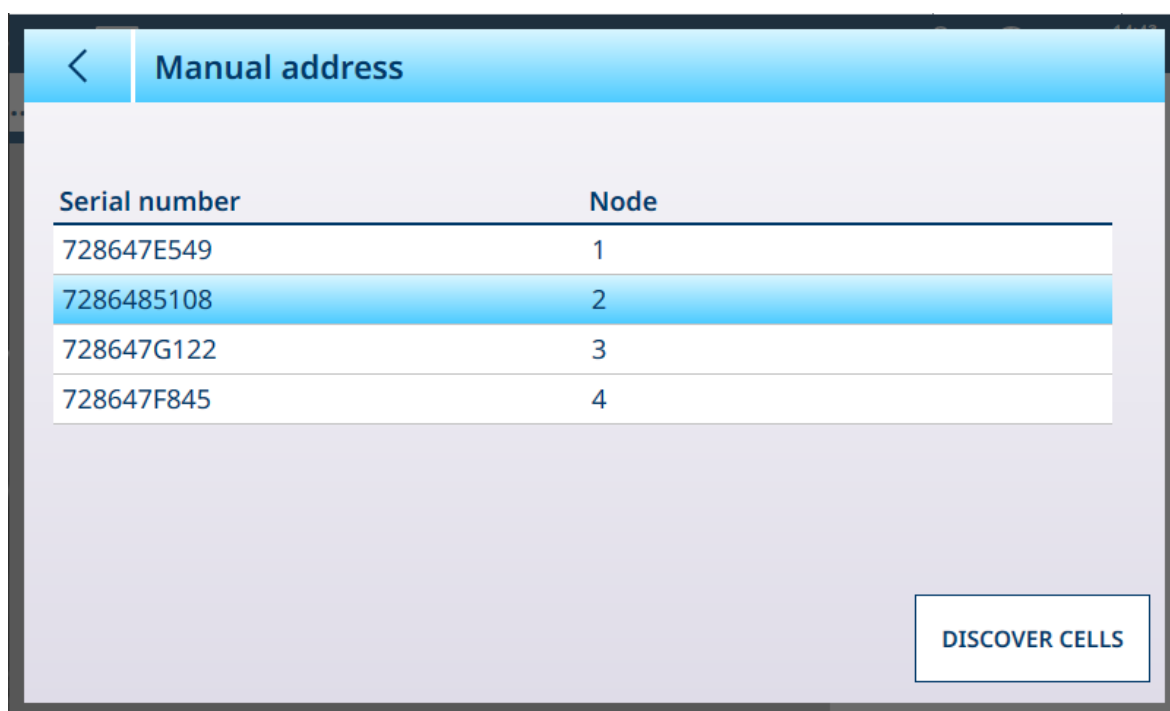 Manual address
Serial number Node
728647E549 1
7286485108 2
728647G122 3
728647F845 4
DISCOVER CELLS